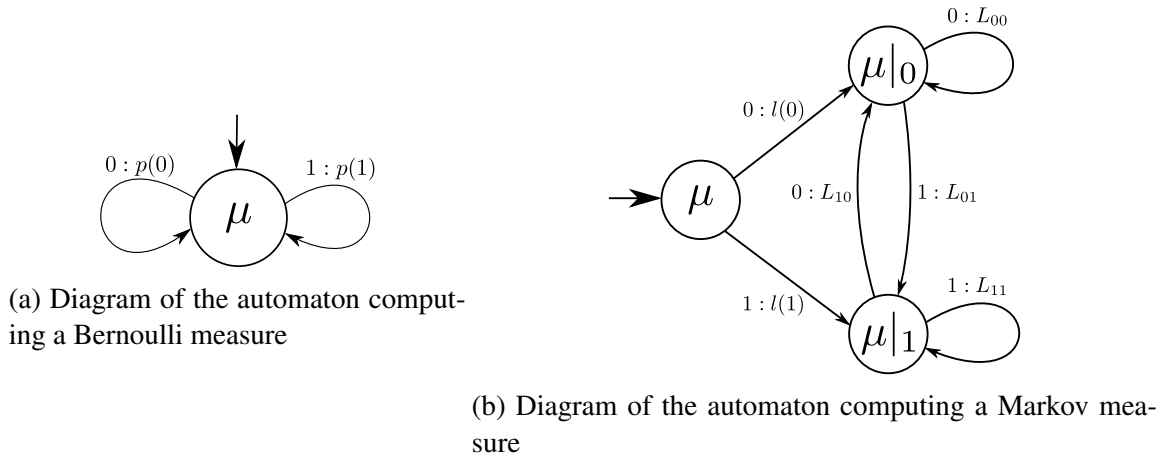 0 : p(0)
1 : p(1)
μ
(a) Diagram of the automaton comput-
ing a Bernoulli measure
0 : L₀₀
μ|₀
0 : l(0)
μ
0 : L₁₀
1 : L₀₁
1 : l(1)
1 : L₁₁
μ|₁
(b) Diagram of the automaton computing a Markov mea-
sure